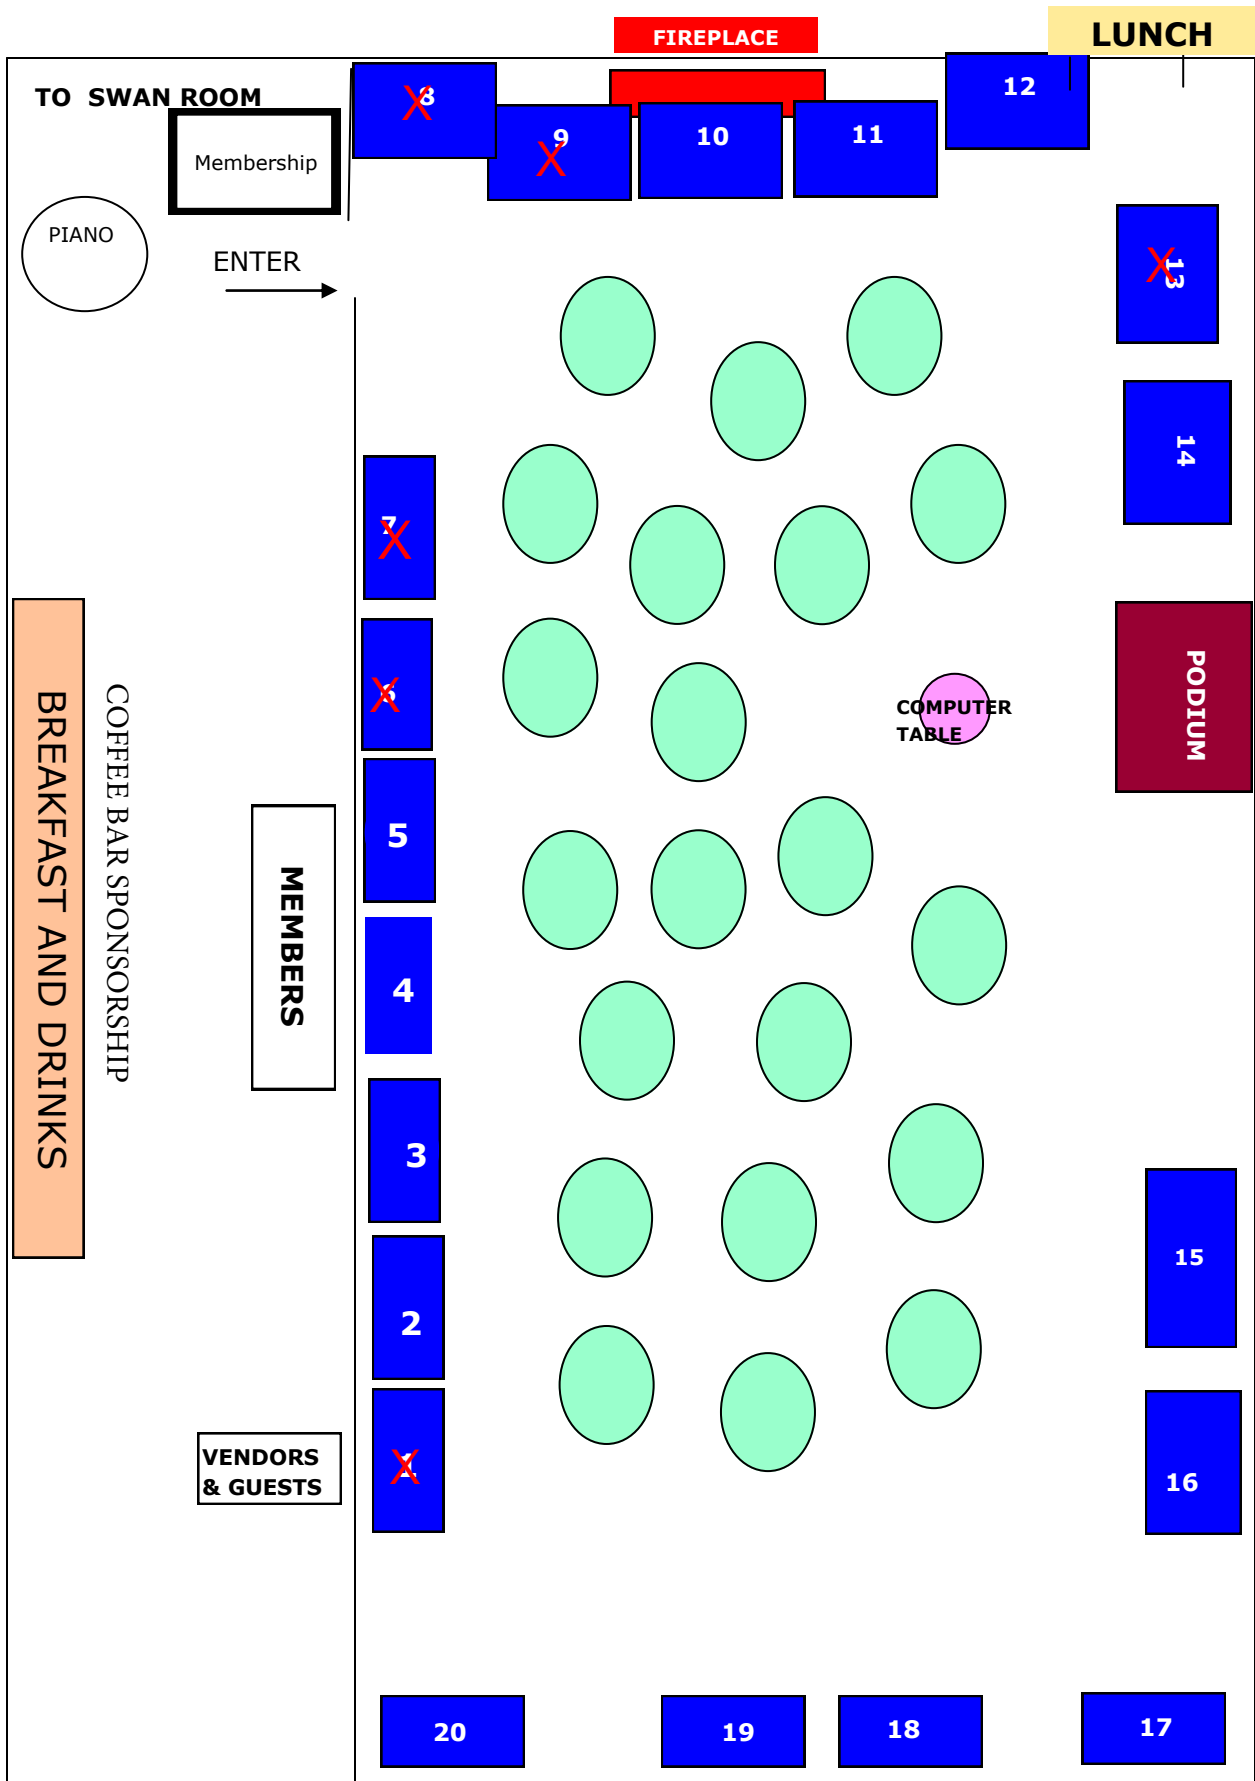 FIREPLACE
LUNCH
TO SWAN ROOM
8
X
12
9
X
10
11
Membership
PIANO
ENTER
13
X
14
7
X
6
X
PODIUM
COMPUTER
TABLE
BREAKFAST AND DRINKS
COFFEE BAR SPONSORSHIP
MEMBERS
5
4
3
2
15
VENDORS
& GUESTS
1
X
16
20
19
18
17